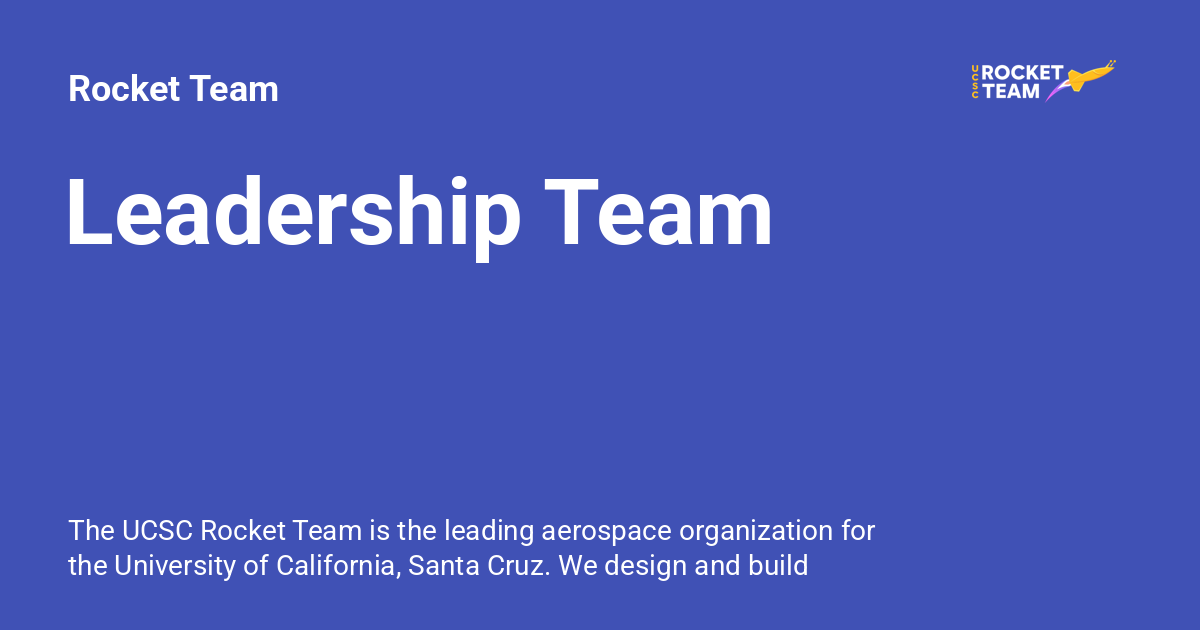 Rocket Team
UCSC
ROCKET
TEAM
Leadership Team
The UCSC Rocket Team is the leading aerospace organization for
the University of California, Santa Cruz. We design and build